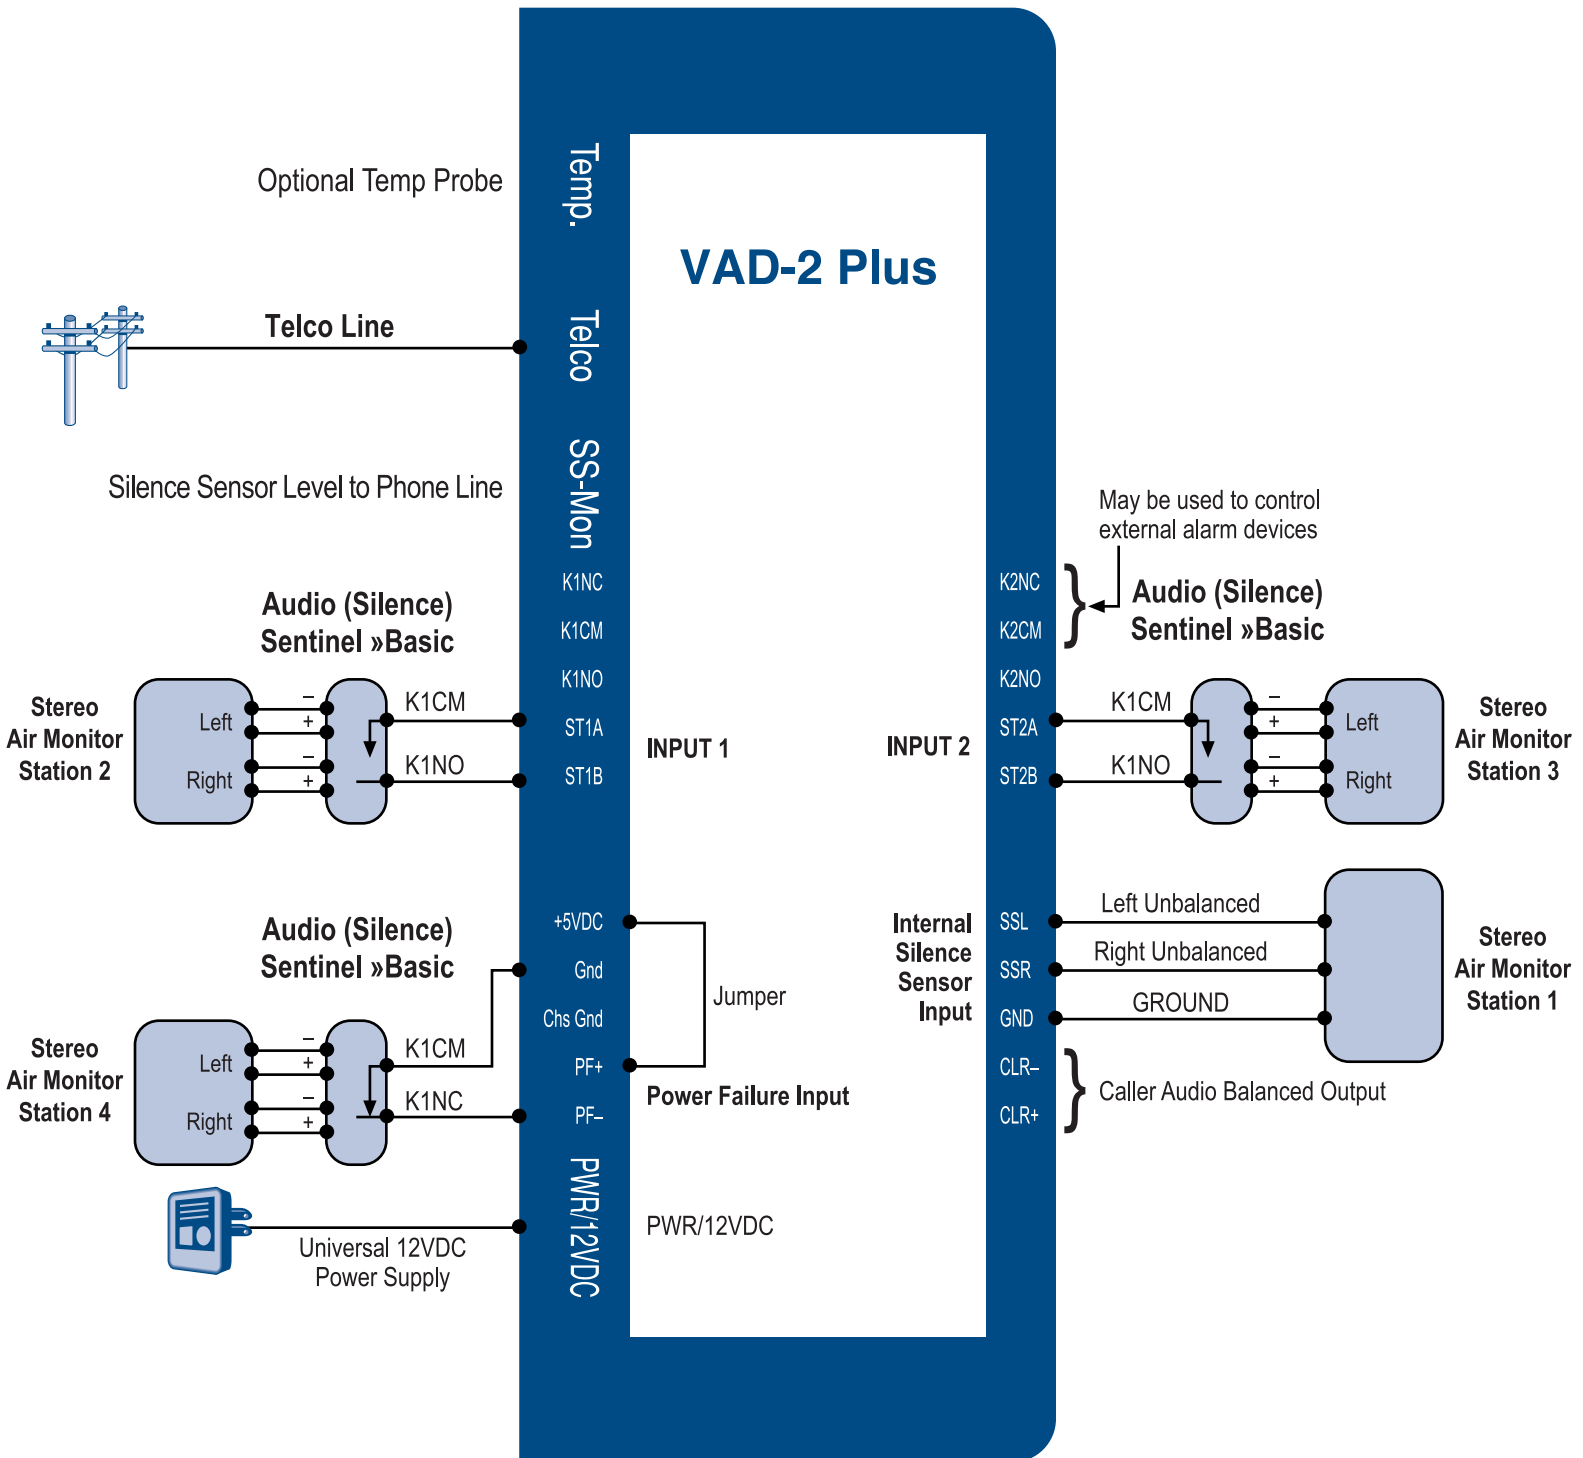 Optional Temp Probe
Temp.
VAD-2 Plus
Telco Line
Telco
Silence Sensor Level to Phone Line
SS-Mon
May be used to control
external alarm devices
K1NC
K1CM
K1NO
ST1A
ST1B
K2NC
K2CM
K2NO
ST2A
ST2B
Audio (Silence)
Sentinel »Basic
Stereo
Air Monitor
Station 2
Left
Right
–
+
–
+
K1CM
K1NO
INPUT 1
INPUT 2
}
Audio (Silence)
Sentinel »Basic
K1CM
K1NO
–
+
–
+
Left
Right
Stereo
Air Monitor
Station 3
Audio (Silence)
Sentinel »Basic
Stereo
Air Monitor
Station 4
Left
Right
–
+
–
+
K1CM
K1NC
+5VDC
Gnd
Chs Gnd
PF+
PF–
Jumper
Power Failure Input
Internal
Silence
Sensor
Input
SSL
SSR
GND
CLR–
CLR+
Left Unbalanced
Right Unbalanced
GROUND
Stereo
Air Monitor
Station 1
}
Caller Audio Balanced Output
Universal 12VDC
Power Supply
PWR/12VDC
PWR/12VDC